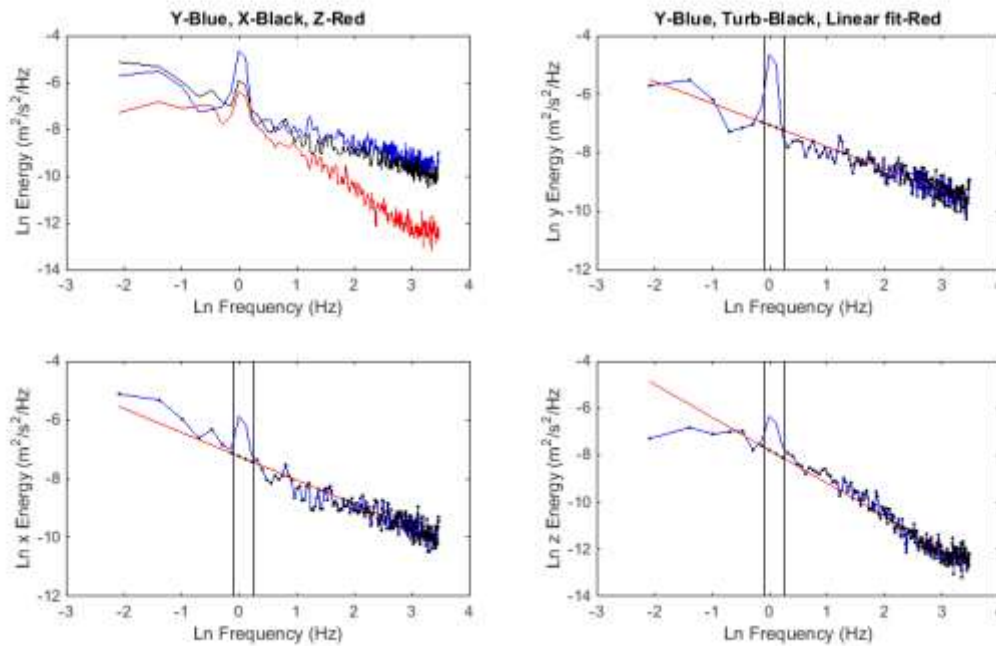 Y-Blue, X-Black, Z-Red
Ln Energy (m²/s²/Hz)
-4
-6
-8
-10
-12
-14
-3 -2 -1 0 1 2 3 4
Ln Frequency (Hz)
Y-Blue, Turb-Black, Linear fit-Red
Ln y Energy (m²/s²/Hz)
-4
-6
-8
-10
-12
-3 -2 -1 0 1 2 3 4
Ln Frequency (Hz)
Ln x Energy (m²/s²/Hz)
-4
-6
-8
-10
-12
-3 -2 -1 0 1 2 3 4
Ln Frequency (Hz)
Ln z Energy (m²/s²/Hz)
-4
-6
-8
-10
-12
-14
-3 -2 -1 0 1 2 3 4
Ln Frequency (Hz)